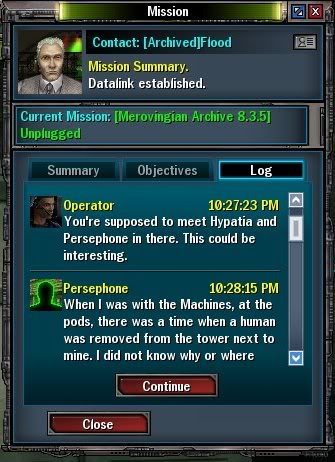 Mission
Contact: [Archived]Flood
Mission Summary.
Datalink established.
Current Mission: [Merovingian Archive 8.3.5]
Unplugged
Summary
Objectives
Log
Operator 10:27:23 PM
You're supposed to meet Hypatia and
Persephone in there. This could be
interesting.
Persephone 10:28:15 PM
When I was with the Machines, at the
pods, there was a time when a human
was removed from the tower next to
mine. I did not know why or where
Continue
Close